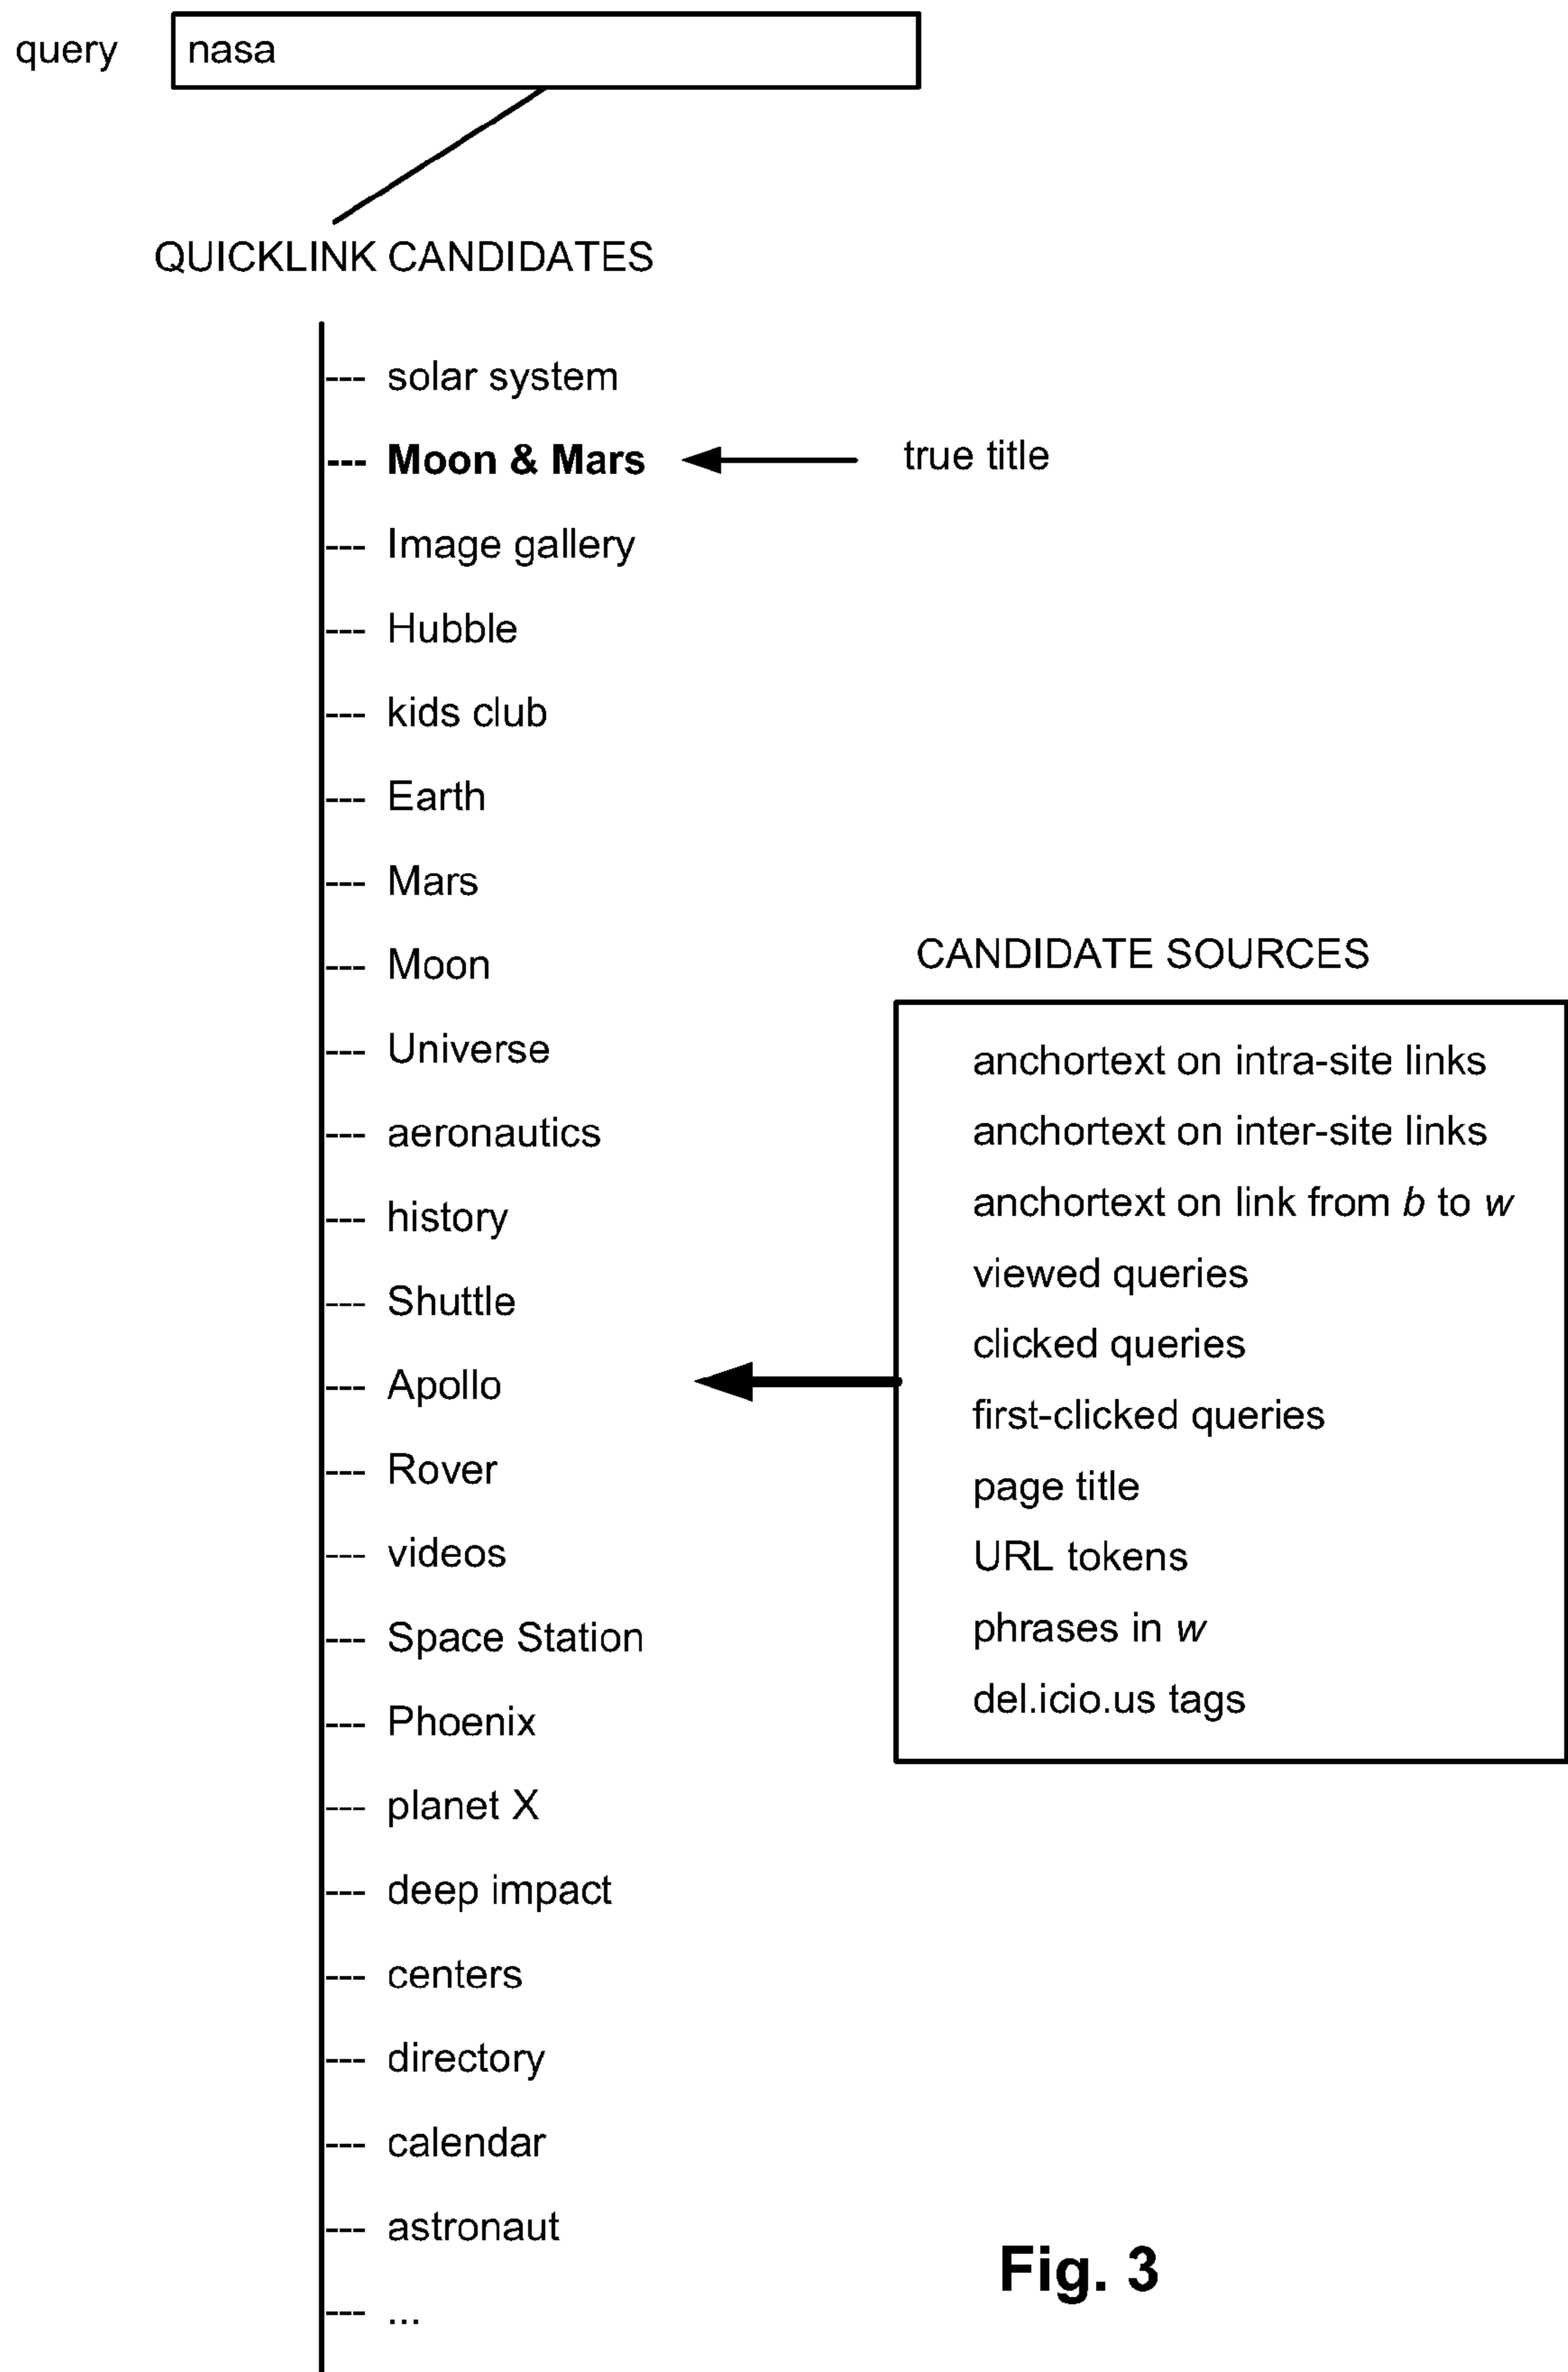 query nasa
QUICKLINK CANDIDATES
--- solar system
--- Moon & Mars true title
--- Image gallery
--- Hubble
--- kids club
--- Earth
--- Mars
--- Moon
--- Universe
--- aeronautics
--- history
--- Shuttle
--- Apollo
--- Rover
--- videos
--- Space Station
--- Phoenix
--- planet X
--- deep impact
--- centers
--- directory
--- calendar
--- astronaut
--- ...
CANDIDATE SOURCES
anchortext on intra-site links
anchortext on inter-site links
anchortext on link from b to w
viewed queries
clicked queries
first-clicked queries
page title
URL tokens
phrases in w
del.icio.us tags
Fig. 3